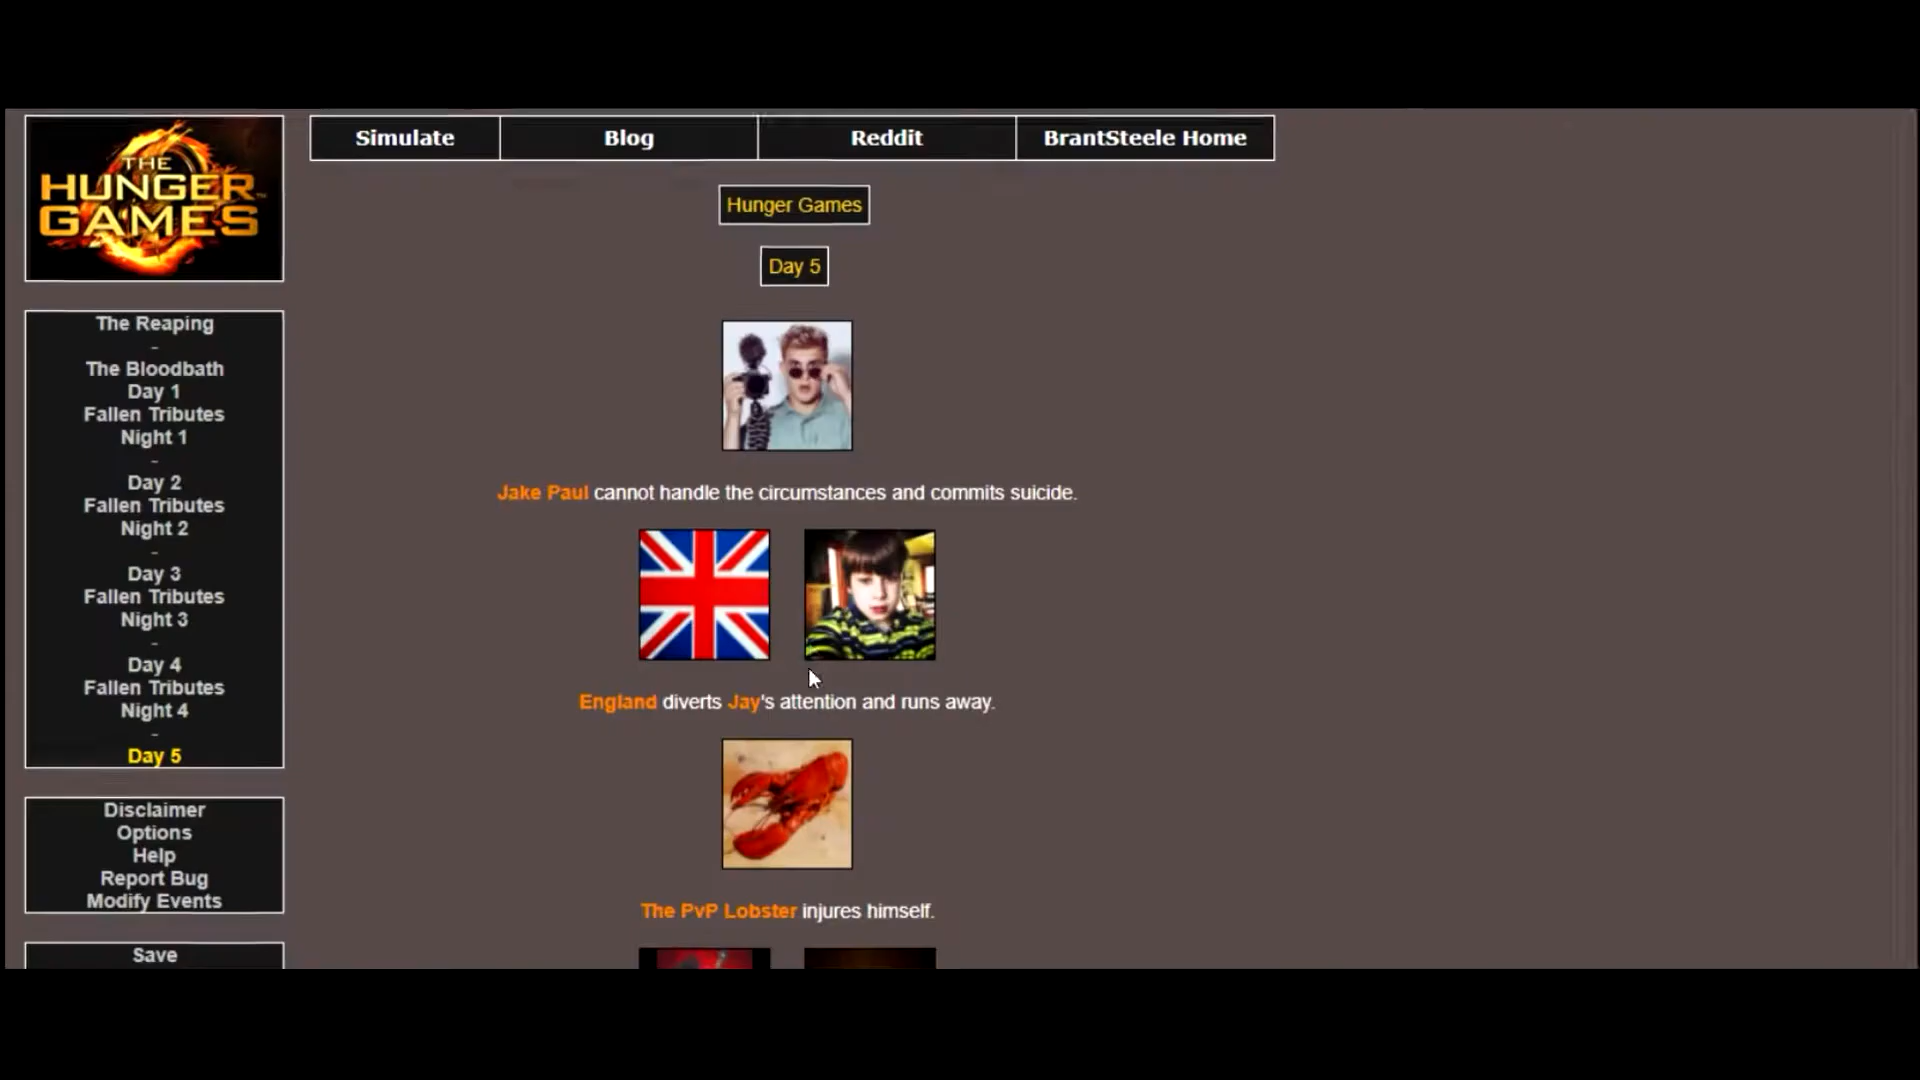 THE
HUNGER
GAMES
Simulate
Blog
Reddit
BrantSteele Home
Hunger Games
Day 5
The Reaping
-
The Bloodbath
Day 1
Fallen Tributes
Night 1
-
Day 2
Fallen Tributes
Night 2
-
Day 3
Fallen Tributes
Night 3
-
Day 4
Fallen Tributes
Night 4
-
Day 5
Disclaimer
Options
Help
Report Bug
Modify Events
Save
Jake Paul cannot handle the circumstances and commits suicide.
England diverts Jay's attention and runs away.
The PvP Lobster injures himself.